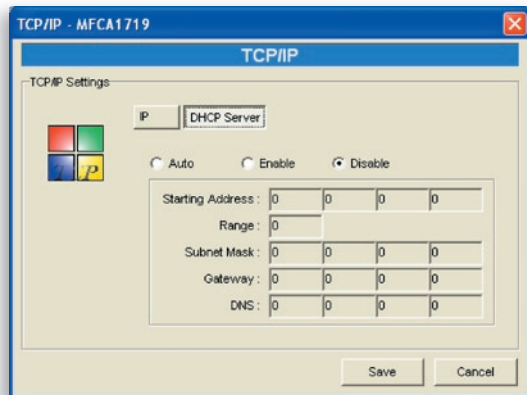 TCP/IP - MFCA1719
TCP/IP
TCP/IP Settings
IP DHCP Server
T P
Auto Enable Disable
Starting Address : 0 0 0 0
Range : 0
Subnet Mask : 0 0 0 0
Gateway : 0 0 0 0
DNS : 0 0 0 0
Save Cancel